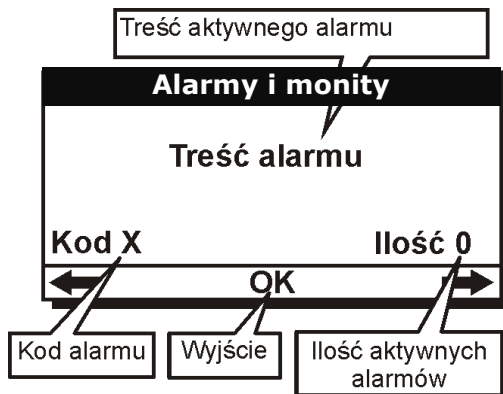 Treść aktywnego alarmu
Alarmy i monity
Treść alarmu
Kod X
Ilość 0
OK
Kod alarmu
Wyjście
Ilość aktywnych
alarmów